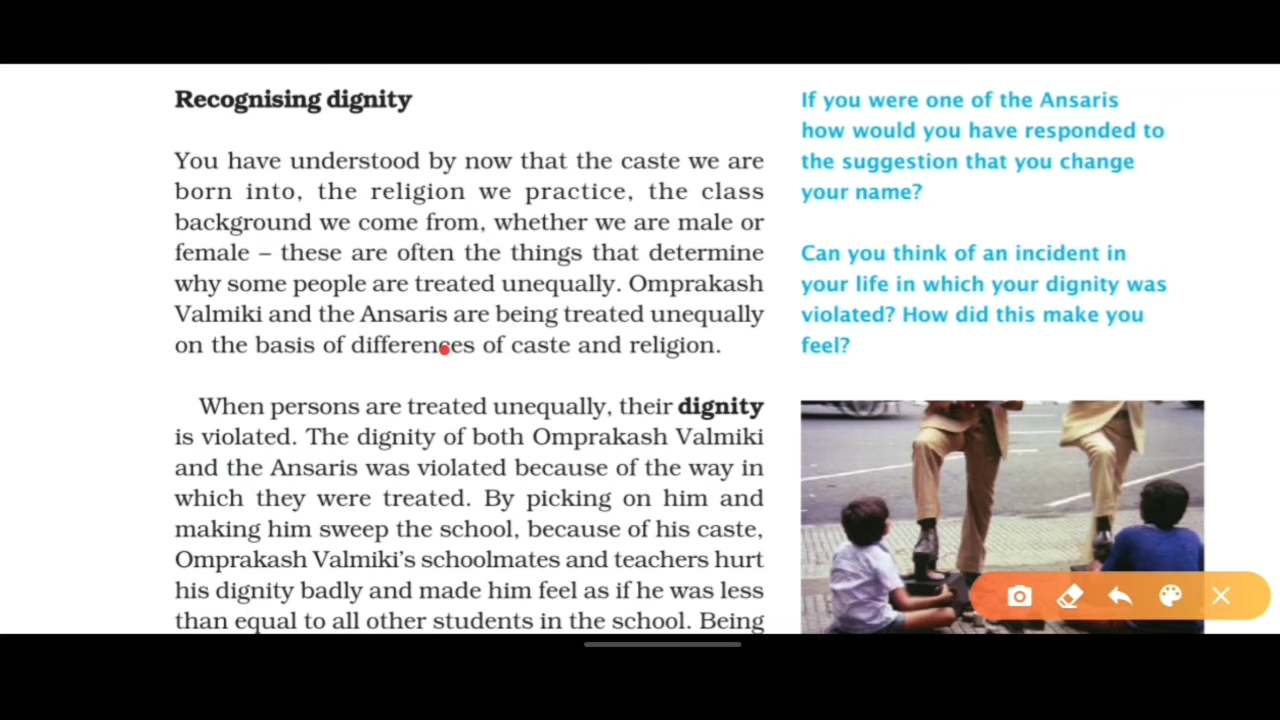 Recognising dignity
You have understood by now that the caste we are
born into, the religion we practice, the class
background we come from, whether we are male or
female – these are often the things that determine
why some people are treated unequally. Omprakash
Valmiki and the Ansaris are being treated unequally
on the basis of differences of caste and religion.
When persons are treated unequally, their dignity
is violated. The dignity of both Omprakash Valmiki
and the Ansaris was violated because of the way in
which they were treated. By picking on him and
making him sweep the school, because of his caste,
Omprakash Valmiki’s schoolmates and teachers hurt
his dignity badly and made him feel as if he was less
than equal to all other students in the school. Being
If you were one of the Ansaris
how would you have responded to
the suggestion that you change
your name?
Can you think of an incident in
your life in which your dignity was
violated? How did this make you
feel?